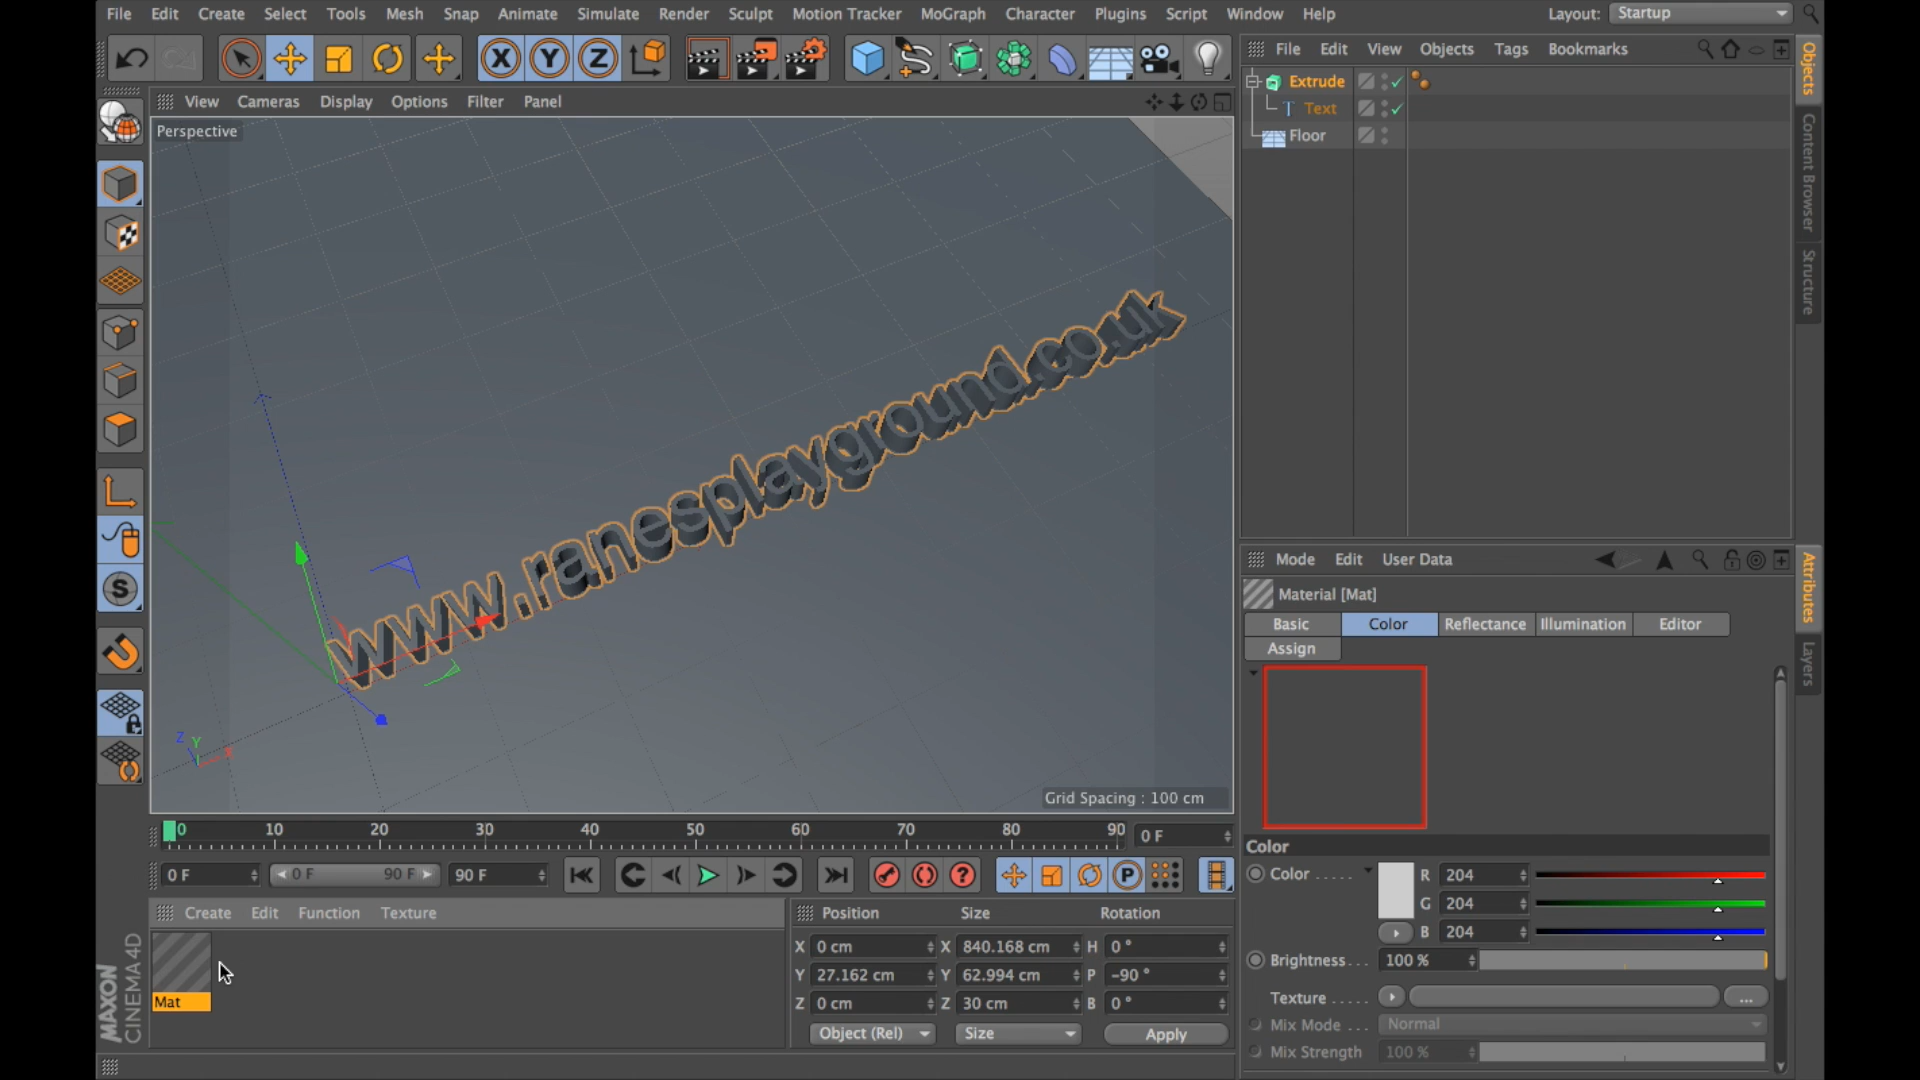 File Edit Create Select Tools Mesh Snap Animate Simulate Render Sculpt Motion Tracker MoGraph Character Plugins Script Window Help Layout: Startup
X Y Z
File Edit View Objects Tags Bookmarks
Extrude
Text
Floor
Objects
Content Browser
Structure
View Cameras Display Options Filter Panel
Perspective
www.ranesplayground.co.uk
Z Y
Grid Spacing : 100 cm
S
Mode Edit User Data
Material [Mat]
Basic Color Reflectance Illumination Editor
Assign
Attributes
Layers
Color
Color . . . . . R 204
G 204
B 204
Brightness. . . 100 %
Texture . . . . . ...
Mix Mode . . . Normal
Mix Strength 100 %
0 10 20 30 40 50 60 70 80 90 0 F
0 F 0 F 90 F 90 F P
Create Edit Function Texture
Mat
MAXON
CINEMA 4D
Position Size Rotation
X 0 cm X 840.168 cm H 0 °
Y 27.162 cm Y 62.994 cm P -90 °
Z 0 cm Z 30 cm B 0 °
Object (Rel) Size Apply